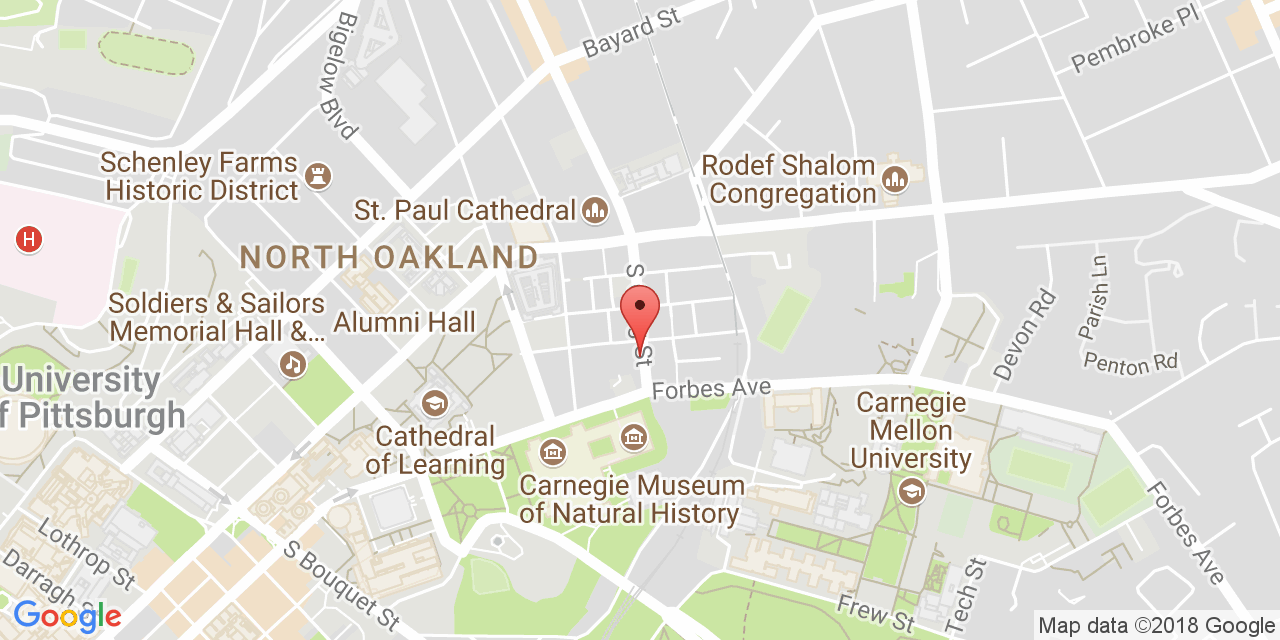 Bayard St
Pembroke Pl
Bigelow Blvd
Schenley Farms
Historic District
Rodef Shalom
Congregation
St. Paul Cathedral
H
NORTH OAKLAND
S
St
Soldiers & Sailors
Memorial Hall &...
Alumni Hall
Devon Rd
Parish Ln
Penton Rd
University
f Pittsburgh
Forbes Ave
Carnegie
Mellon
University
Cathedral
of Learning
Carnegie Museum
of Natural History
Forbes Ave
Lothrop St
Darragh S
S Bouquet St
Frew St
Tech St
Google
Map data ©2018 Google